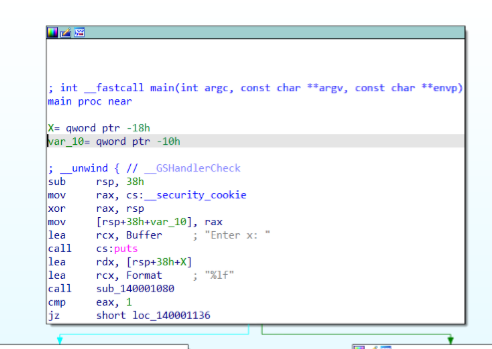 ; int __fastcall main(int argc, const char **argv, const char **envp)
main proc near
X= qword ptr -18h
var_10= qword ptr -10h
; __unwind { // __GSHandlerCheck
sub     rsp, 38h
mov     rax, cs:__security_cookie
xor     rax, rsp
mov     [rsp+38h+var_10], rax
lea     rcx, Buffer     ; "Enter x: "
call    cs:puts
lea     rdx, [rsp+38h+X]
lea     rcx, Format     ; "%lf"
call    sub_140001080
cmp     eax, 1
jz      short loc_140001136